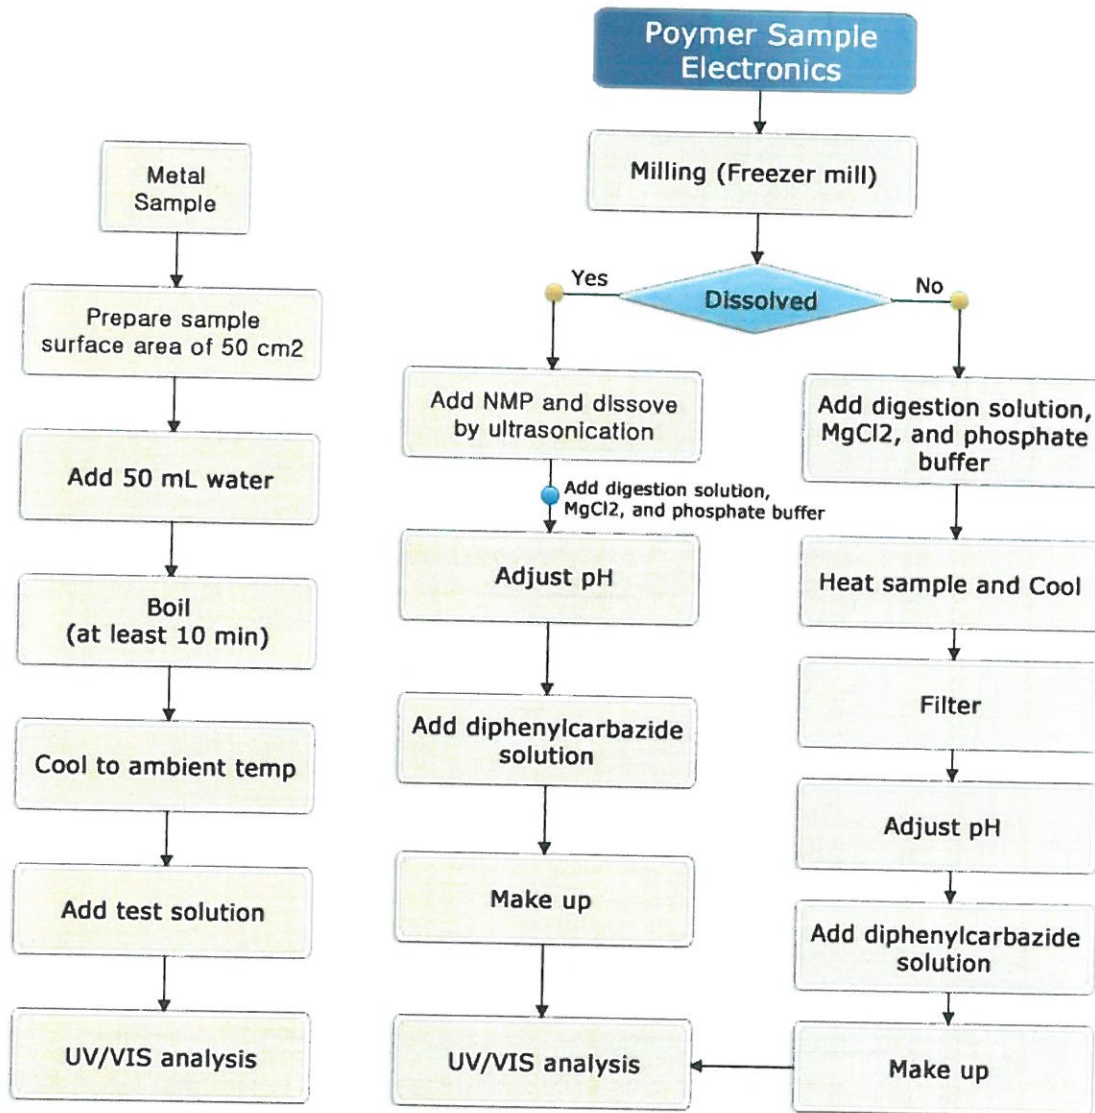 Poymer Sample
Electronics
Milling (Freezer mill)
Metal
Sample
Yes
Dissolved
No
Prepare sample
surface area of 50 cm2
Add NMP and dissove
by ultrasonication
Add digestion solution,
MgCl2, and phosphate
buffer
Add 50 mL water
Add digestion solution,
MgCl2, and phosphate buffer
Adjust pH
Heat sample and Cool
Boil
(at least 10 min)
Filter
Add diphenylcarbazide
solution
Cool to ambient temp
Adjust pH
Make up
Add test solution
Add diphenylcarbazide
solution
UV/VIS analysis
UV/VIS analysis
Make up